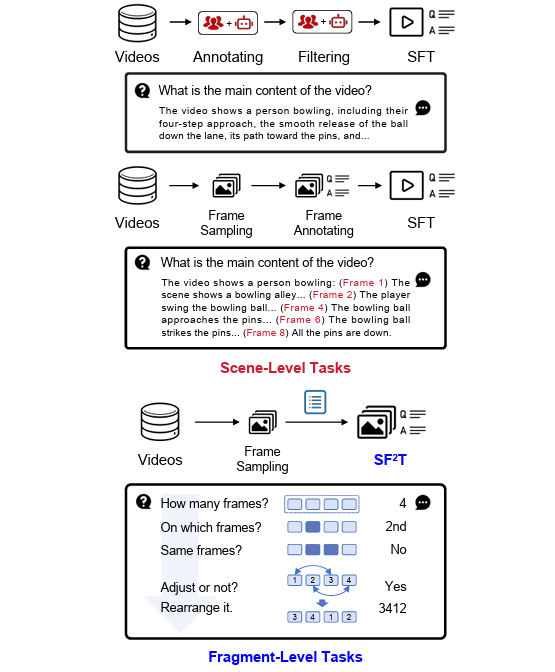 Videos Annotating Filtering SFT
Q
A
What is the main content of the video?
The video shows a person bowling, including their
four-step approach, the smooth release of the ball
down the lane, its path toward the pins, and...
Q
A
Q
A
Videos Frame Sampling Frame Annotating SFT
What is the main content of the video?
The video shows a person bowling: (Frame 1) The
scene shows a bowling alley... (Frame 2) The player
swing the bowling ball... (Frame 4) The bowling ball
approaches the pins... (Frame 6) The bowling ball
strikes the pins... (Frame 8) All the pins are down.
Scene-Level Tasks
Q
A
Videos Frame Sampling SF²T
How many frames? 4
On which frames? 2nd
Same frames? No
1 2 3 4
Adjust or not? Yes
Rearrange it. 3412
3 4 1 2
Fragment-Level Tasks